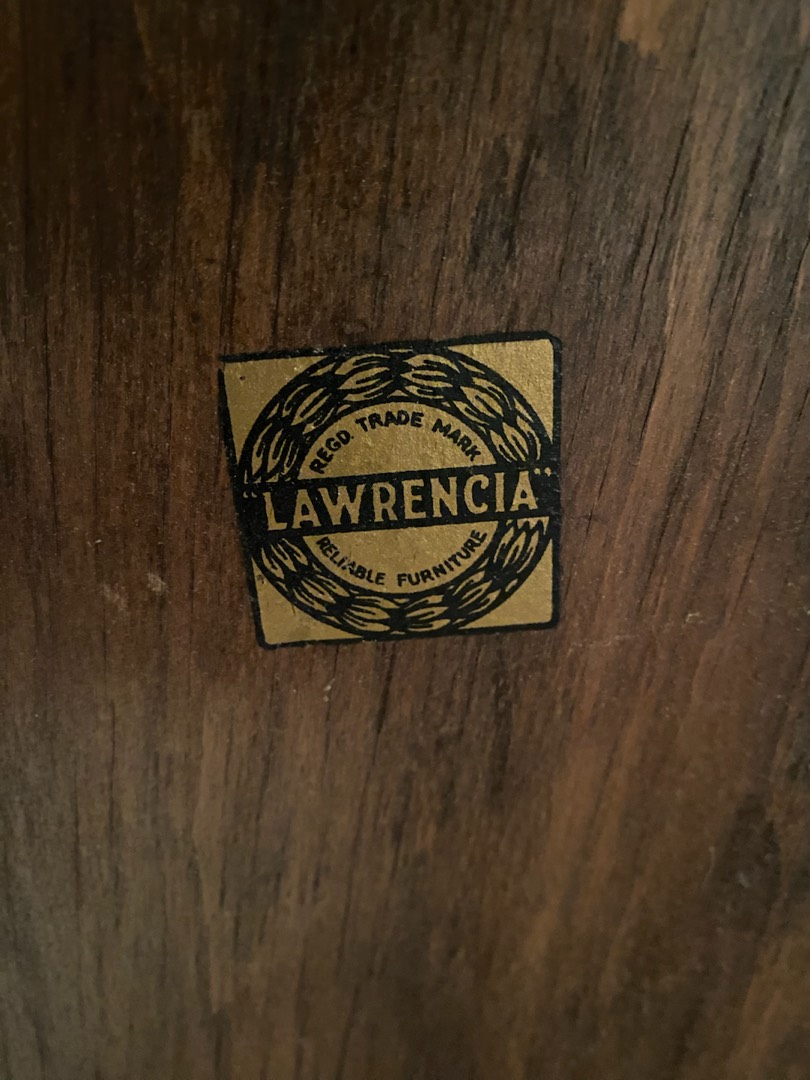 REGD. TRADE MARK
"LAWRENCIA"
RELIABLE FURNITURE